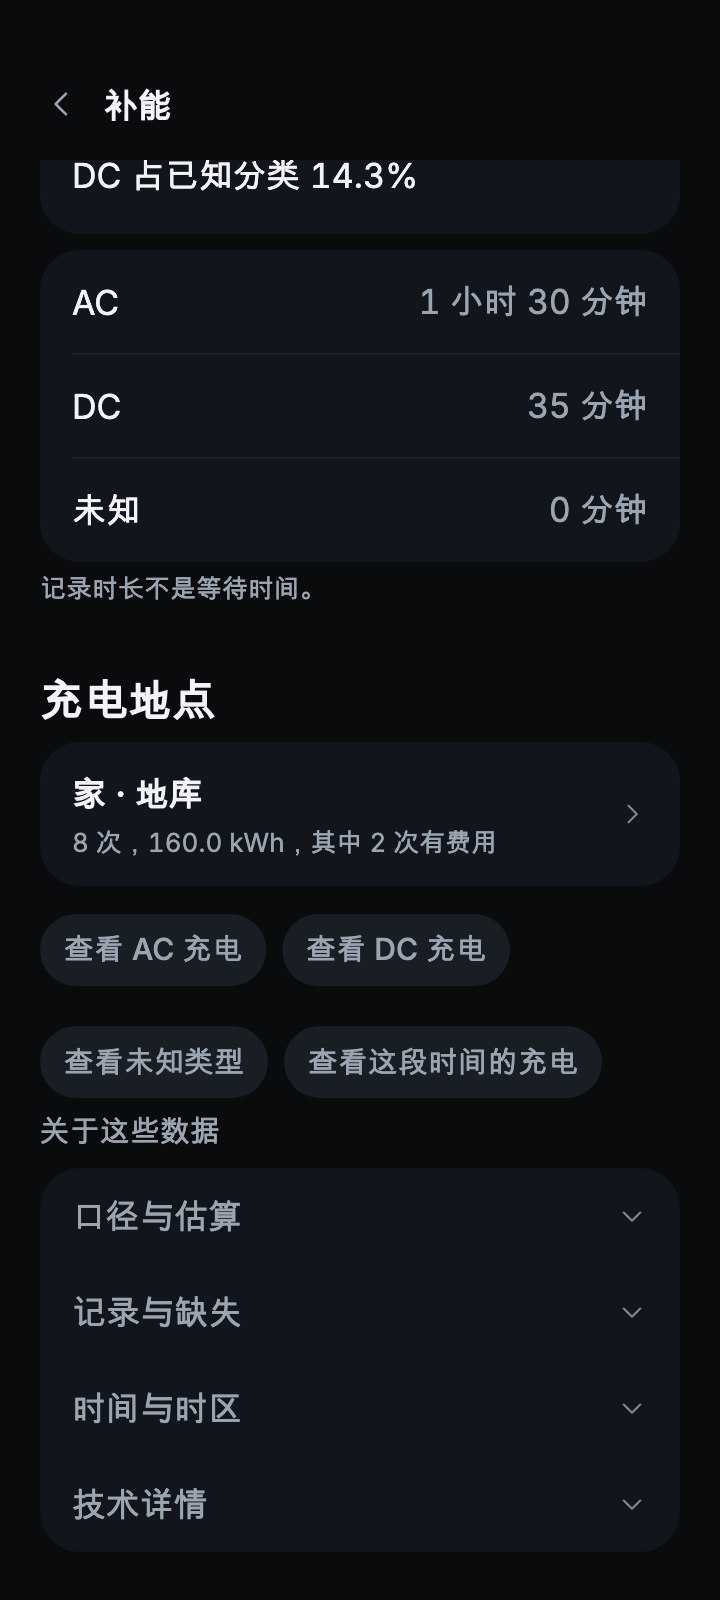 补能
DC 占已知分类 14.3%
AC 1 小时 30 分钟
DC 35 分钟
未知 0 分钟
记录时长不是等待时间。
充电地点
家 · 地库
8 次，160.0 kWh，其中 2 次有费用
查看 AC 充电 查看 DC 充电
查看未知类型 查看这段时间的充电
关于这些数据
口径与估算
记录与缺失
时间与时区
技术详情